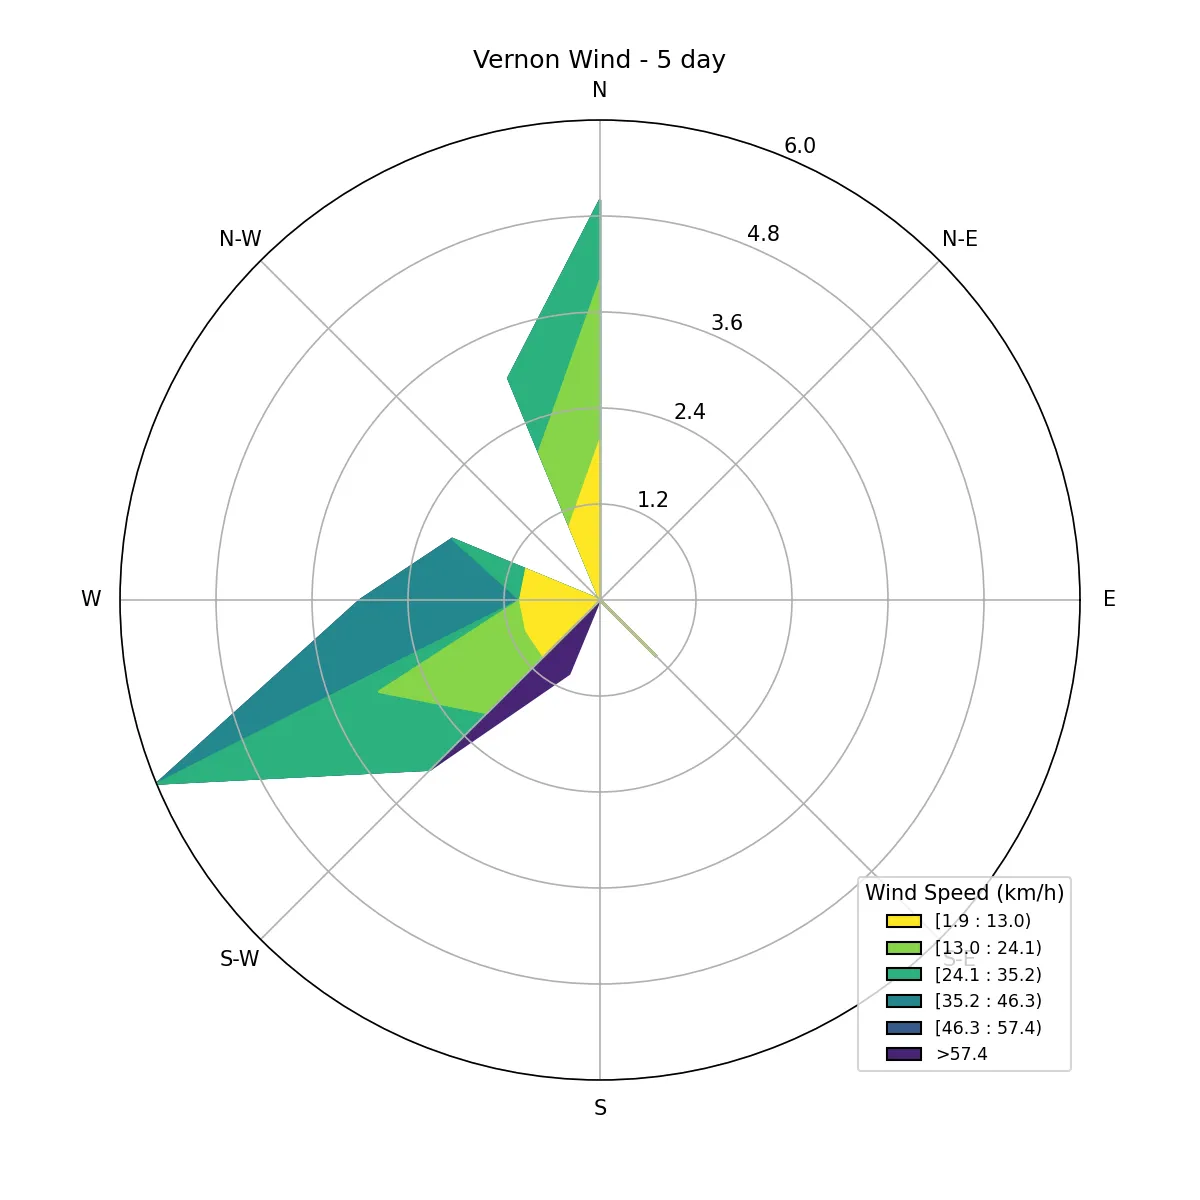 Vernon Wind - 5 day
N
6.0
N-W
N-E
4.8
3.6
2.4
1.2
W
E
S-W
S-E
Wind Speed (km/h)
[1.9 : 13.0)
[13.0 : 24.1)
[24.1 : 35.2)
[35.2 : 46.3)
[46.3 : 57.4)
>57.4
S